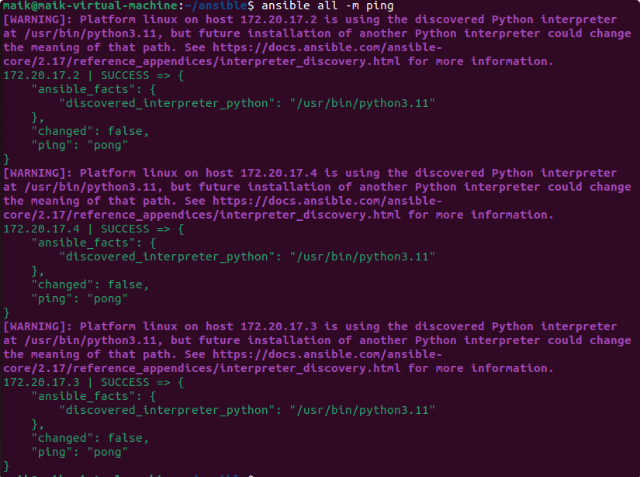 maik@maik-virtual-machine:~/ansible$ ansible all -m ping
[WARNING]: Platform linux on host 172.20.17.2 is using the discovered Python interpreter
at /usr/bin/python3.11, but future installation of another Python interpreter could change
the meaning of that path. See https://docs.ansible.com/ansible-
core/2.17/reference_appendices/interpreter_discovery.html for more information.
172.20.17.2 | SUCCESS => {
    "ansible_facts": {
        "discovered_interpreter_python": "/usr/bin/python3.11"
    },
    "changed": false,
    "ping": "pong"
}
[WARNING]: Platform linux on host 172.20.17.4 is using the discovered Python interpreter
at /usr/bin/python3.11, but future installation of another Python interpreter could change
the meaning of that path. See https://docs.ansible.com/ansible-
core/2.17/reference_appendices/interpreter_discovery.html for more information.
172.20.17.4 | SUCCESS => {
    "ansible_facts": {
        "discovered_interpreter_python": "/usr/bin/python3.11"
    },
    "changed": false,
    "ping": "pong"
}
[WARNING]: Platform linux on host 172.20.17.3 is using the discovered Python interpreter
at /usr/bin/python3.11, but future installation of another Python interpreter could change
the meaning of that path. See https://docs.ansible.com/ansible-
core/2.17/reference_appendices/interpreter_discovery.html for more information.
172.20.17.3 | SUCCESS => {
    "ansible_facts": {
        "discovered_interpreter_python": "/usr/bin/python3.11"
    },
    "changed": false,
    "ping": "pong"
}